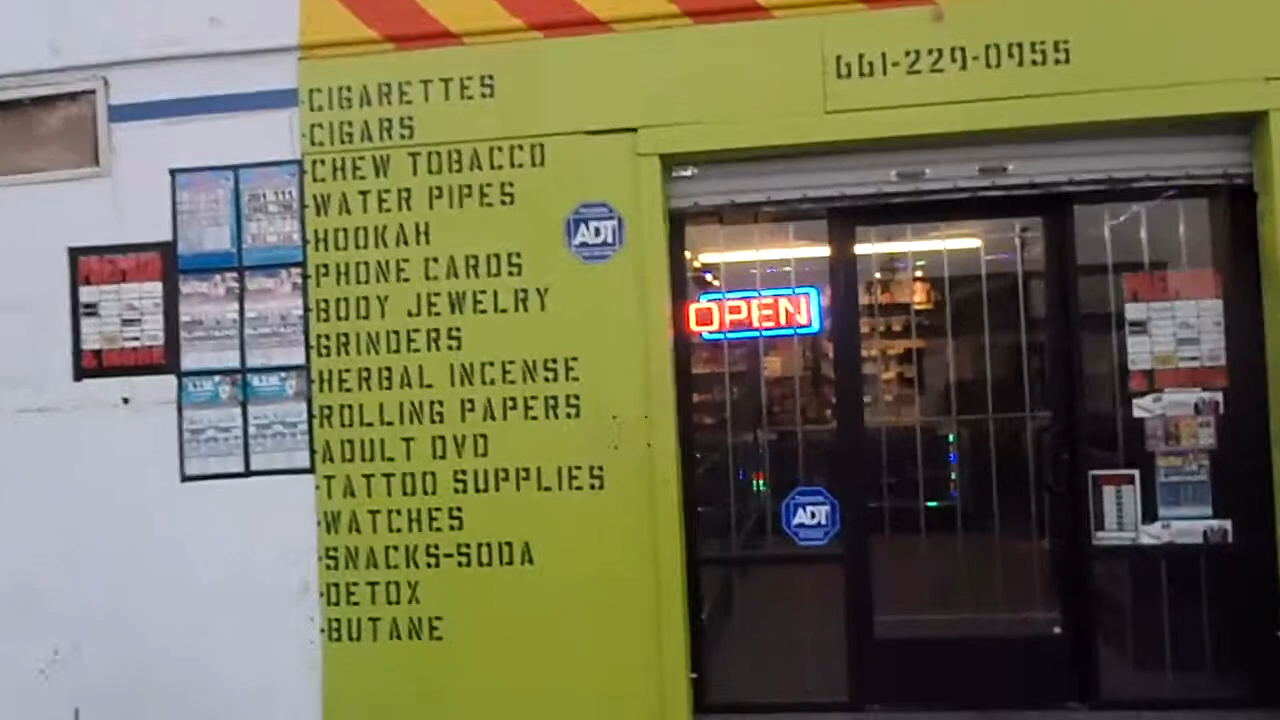 661-229-0955
-CIGARETTES
-CIGARS
-CHEW TOBACCO
-WATER PIPES
-HOOKAH
-PHONE CARDS
-BODY JEWELRY
-GRINDERS
-HERBAL INCENSE
-ROLLING PAPERS
-ADULT DVD
-TATTOO SUPPLIES
-WATCHES
-SNACKS-SODA
-DETOX
-BUTANE
ADT
OPEN
ADT